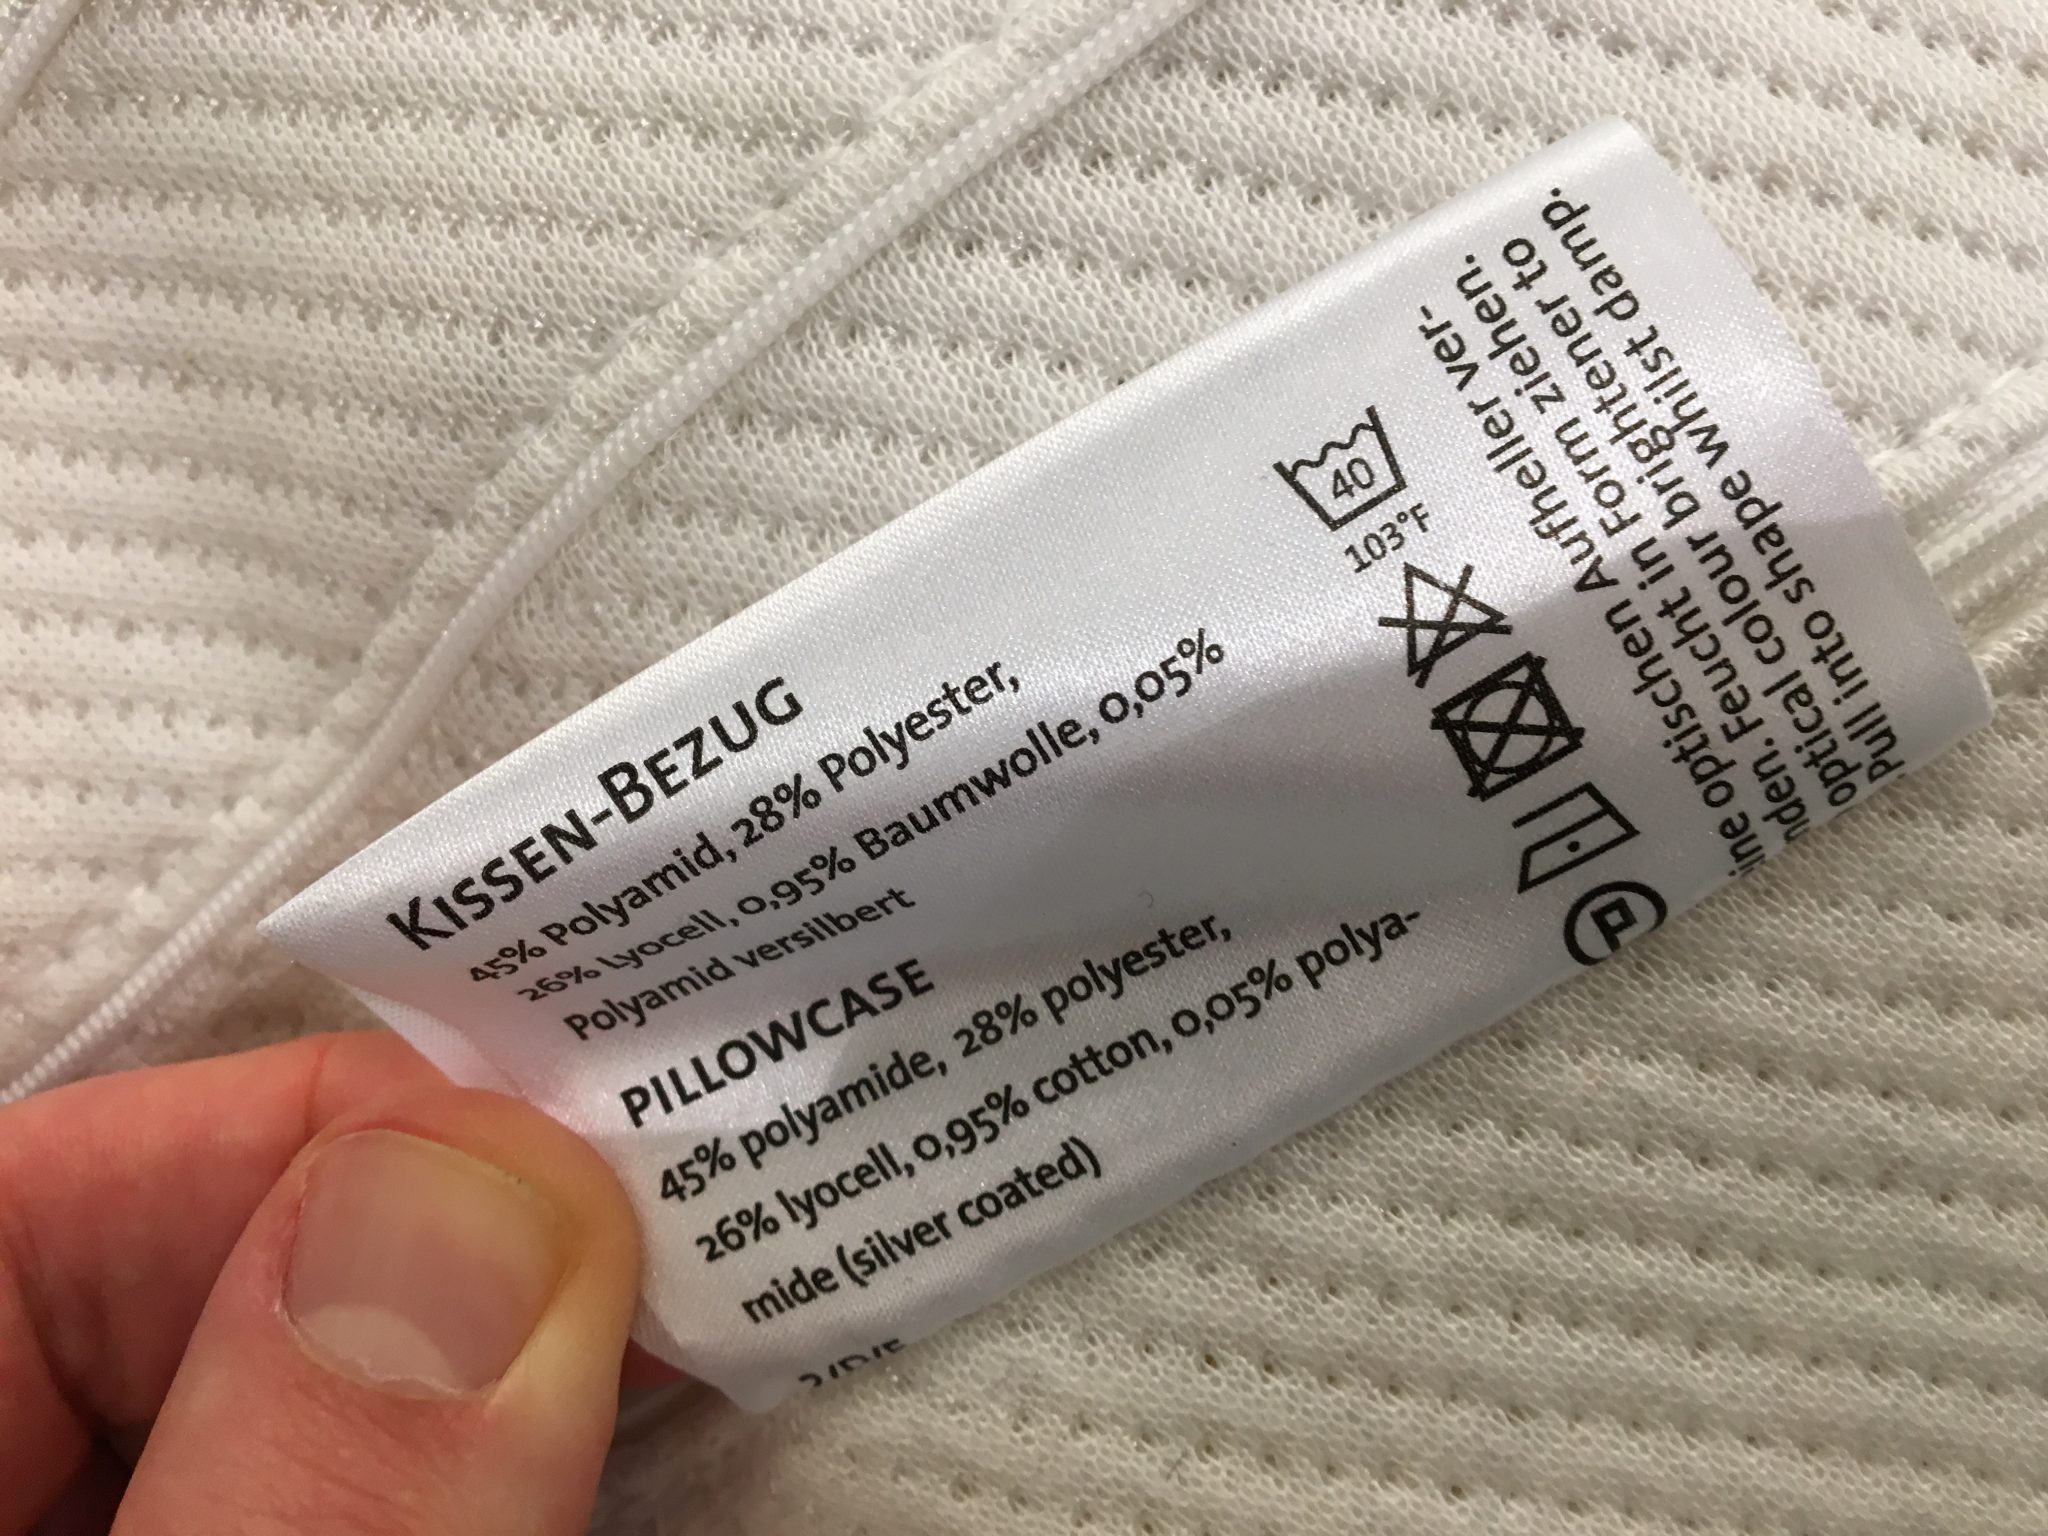 KISSEN-BEZUG
45% Polyamid, 28% Polyester,
26% Lyocell, 0,95% Baumwolle, 0,05%
Polyamid versilbert
PILLOWCASE
45% polyamide, 28% polyester,
26% lyocell, 0,95% cotton, 0,05% polya-
mide (silver coated)
40
103°F
P
optischen Aufheller ver-
Feucht in Form ziehen.
optical colour brightener to
Pull into shape whilst damp.